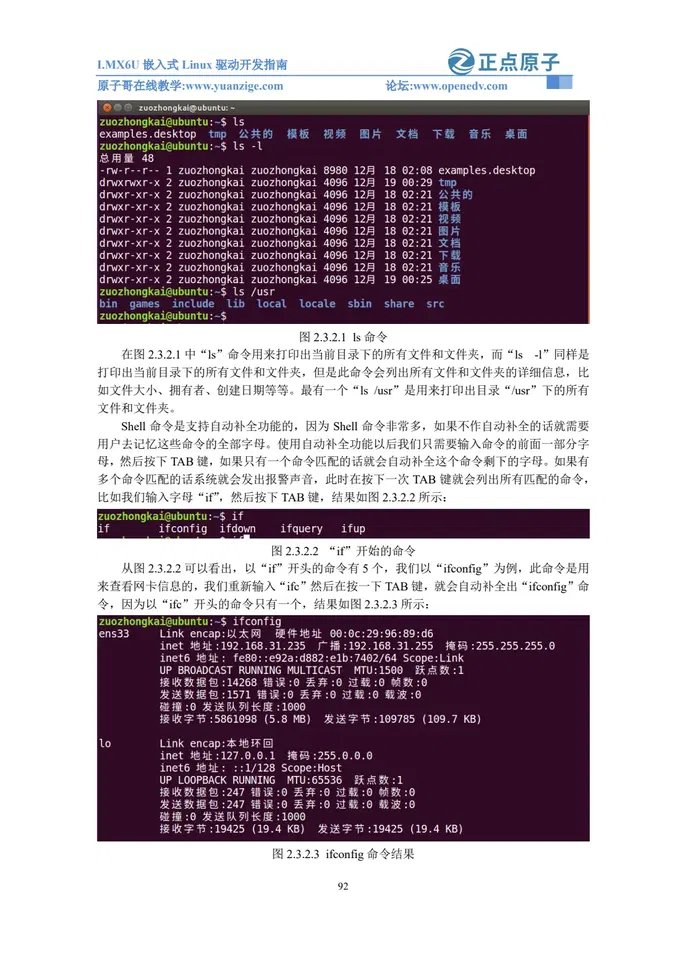 I.MX6U 嵌入式 Linux 驱动开发指南
正点原子
原子哥在线教学:www.yuanzige.com 论坛:www.openedv.com
zuozhongkai@ubuntu: ~
zuozhongkai@ubuntu:~$ ls
examples.desktop tmp 公共的 模板 视频 图片 文档 下载 音乐 桌面
zuozhongkai@ubuntu:~$ ls -l
总用量 48
-rw-r--r-- 1 zuozhongkai zuozhongkai 8980 12月 18 02:08 examples.desktop
drwxrwxr-x 2 zuozhongkai zuozhongkai 4096 12月 19 00:29 tmp
drwxr-xr-x 2 zuozhongkai zuozhongkai 4096 12月 18 02:21 公共的
drwxr-xr-x 2 zuozhongkai zuozhongkai 4096 12月 18 02:21 模板
drwxr-xr-x 2 zuozhongkai zuozhongkai 4096 12月 18 02:21 视频
drwxr-xr-x 2 zuozhongkai zuozhongkai 4096 12月 18 02:21 图片
drwxr-xr-x 2 zuozhongkai zuozhongkai 4096 12月 18 02:21 文档
drwxr-xr-x 2 zuozhongkai zuozhongkai 4096 12月 18 02:21 下载
drwxr-xr-x 2 zuozhongkai zuozhongkai 4096 12月 18 02:21 音乐
drwxr-xr-x 2 zuozhongkai zuozhongkai 4096 12月 19 00:25 桌面
zuozhongkai@ubuntu:~$ ls /usr
bin games include lib local locale sbin share src
zuozhongkai@ubuntu:~$
图 2.3.2.1 ls 命令
在图 2.3.2.1 中“ls”命令用来打印出当前目录下的所有文件和文件夹，而“ls -l”同样是
打印出当前目录下的所有文件和文件夹，但是此命令会列出所有文件和文件夹的详细信息，比
如文件大小、拥有者、创建日期等等。最有一个“ls /usr”是用来打印出目录“/usr”下的所有
文件和文件夹。
Shell 命令是支持自动补全功能的，因为 Shell 命令非常多，如果不作自动补全的话就需要
用户去记忆这些命令的全部字母。使用自动补全功能以后我们只需要输入命令的前面一部分字
母，然后按下 TAB 键，如果只有一个命令匹配的话就会自动补全这个命令剩下的字母。如果有
多个命令匹配的话系统就会发出报警声音，此时在按下一次 TAB 键就会列出所有匹配的命令，
比如我们输入字母“if”，然后按下 TAB 键，结果如图 2.3.2.2 所示：
zuozhongkai@ubuntu:~$ if
if ifconfig ifdown ifquery ifup
zuozhongkai@ubuntu:~$ if
图 2.3.2.2 “if”开始的命令
从图 2.3.2.2 可以看出，以“if”开头的命令有 5 个，我们以“ifconfig”为例，此命令是用
来查看网卡信息的，我们重新输入“ifc”然后在按一下 TAB 键，就会自动补全出“ifconfig”命
令，因为以“ifc”开头的命令只有一个，结果如图 2.3.2.3 所示：
zuozhongkai@ubuntu:~$ ifconfig
ens33 Link encap:以太网 硬件地址 00:0c:29:96:89:d6
inet 地址:192.168.31.235 广播:192.168.31.255 掩码:255.255.255.0
inet6 地址: fe80::e92a:d882:e1b:7402/64 Scope:Link
UP BROADCAST RUNNING MULTICAST MTU:1500 跃点数:1
接收数据包:14268 错误:0 丢弃:0 过载:0 帧数:0
发送数据包:1571 错误:0 丢弃:0 过载:0 载波:0
碰撞:0 发送队列长度:1000
接收字节:5861098 (5.8 MB) 发送字节:109785 (109.7 KB)
lo Link encap:本地环回
inet 地址:127.0.0.1 掩码:255.0.0.0
inet6 地址: ::1/128 Scope:Host
UP LOOPBACK RUNNING MTU:65536 跃点数:1
接收数据包:247 错误:0 丢弃:0 过载:0 帧数:0
发送数据包:247 错误:0 丢弃:0 过载:0 载波:0
碰撞:0 发送队列长度:1000
接收字节:19425 (19.4 KB) 发送字节:19425 (19.4 KB)
图 2.3.2.3 ifconfig 命令结果
92